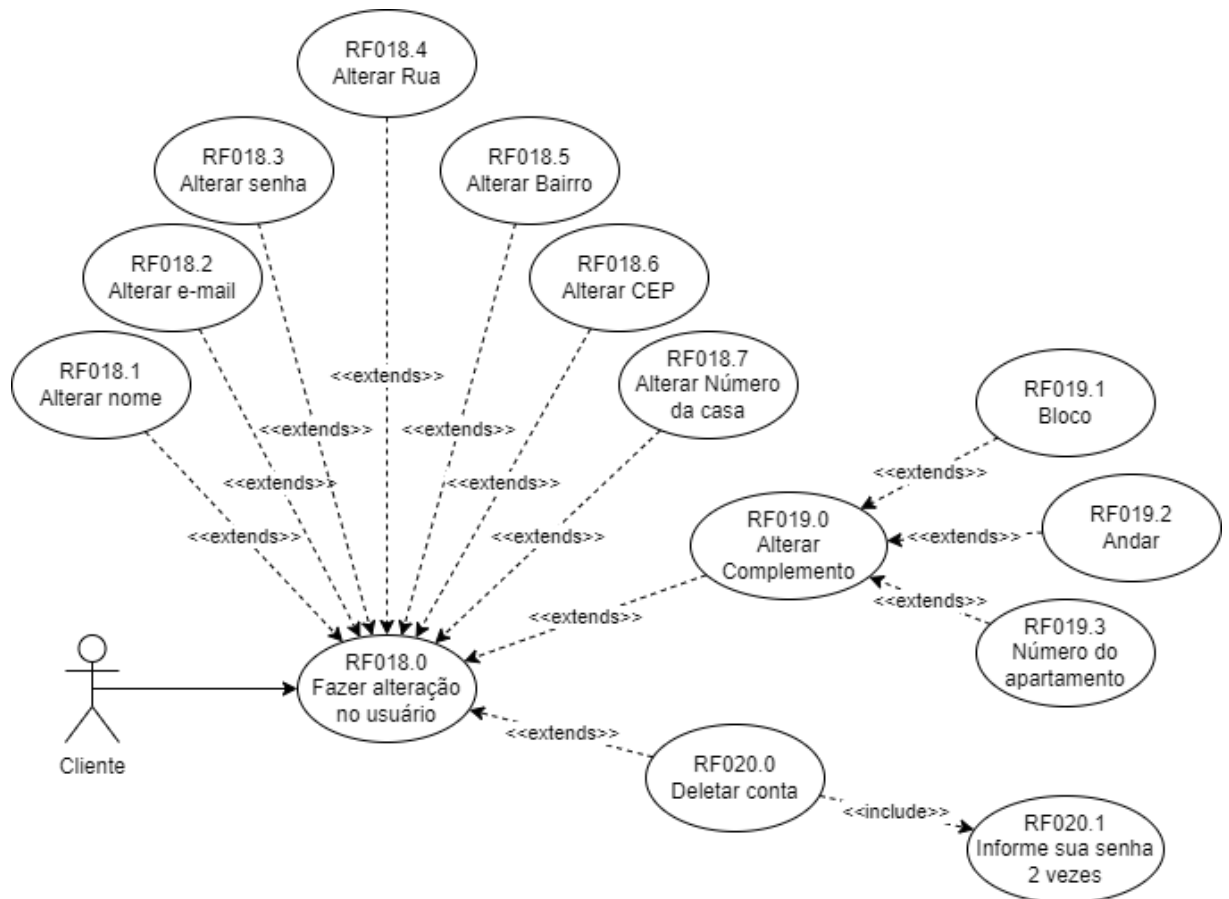 RF018.4
Alterar Rua
RF018.3
Alterar senha
RF018.5
Alterar Bairro
RF018.2
Alterar e-mail
RF018.6
Alterar CEP
RF018.1
Alterar nome
RF018.7
Alterar Número
da casa
<<extends>>
<<extends>>
<<extends>>
<<extends>>
<<extends>>
<<extends>>
<<extends>>
RF019.1
Bloco
<<extends>>
RF019.0
Alterar
Complemento
<<extends>>
RF019.2
Andar
<<extends>>
RF019.3
Número do
apartamento
<<extends>>
RF018.0
Fazer alteração
no usuário
Cliente
<<extends>>
RF020.0
Deletar conta
<<include>>
RF020.1
Informe sua senha
2 vezes